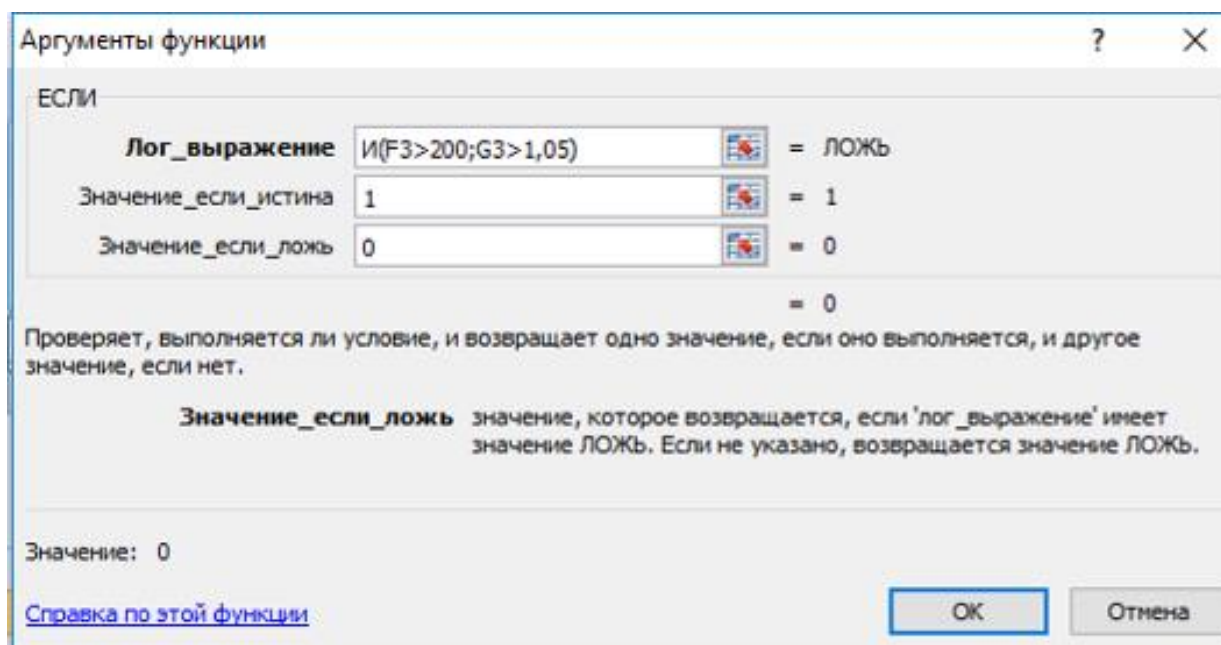 Аргументы функции ? X
ЕСЛИ
Лог_выражение И(F3>200;G3>1,05) = ЛОЖЬ
Значение_если_истина 1 = 1
Значение_если_ложь 0 = 0
= 0
Проверяет, выполняется ли условие, и возвращает одно значение, если оно выполняется, и другое
значение, если нет.
Значение_если_ложь значение, которое возвращается, если 'лог_выражение' имеет
значение ЛОЖЬ. Если не указано, возвращается значение ЛОЖЬ.
Значение: 0
Справка по этой функции ОК Отмена